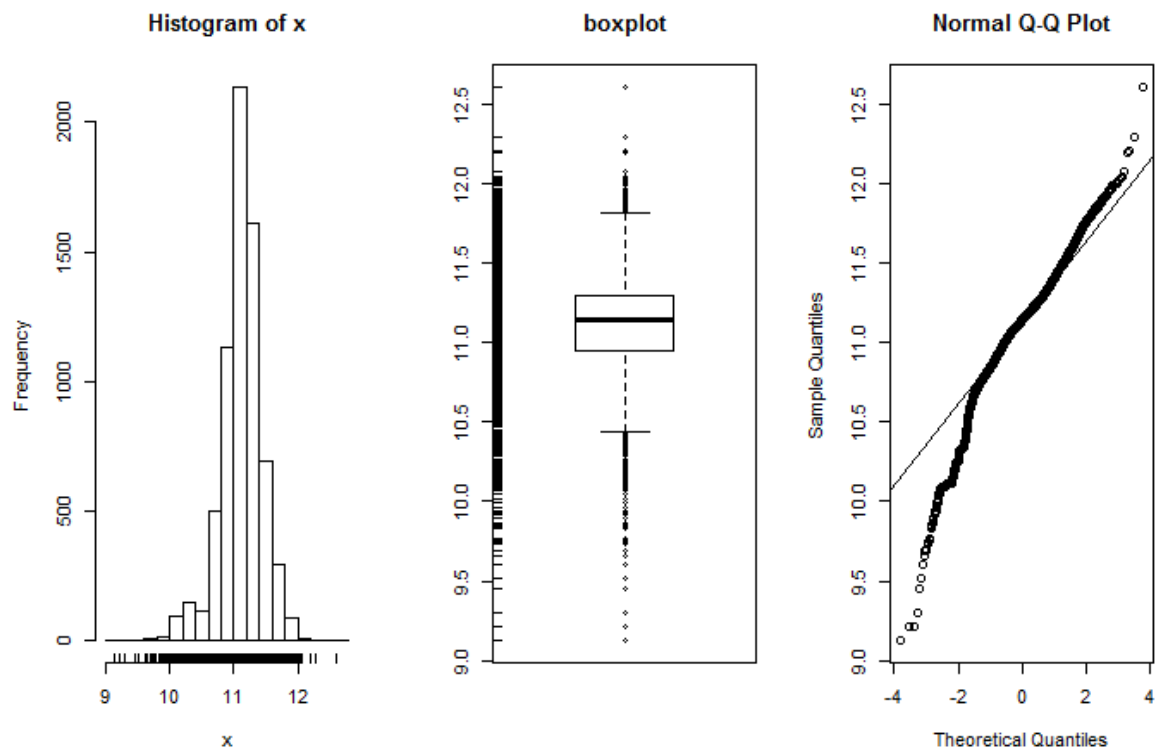 Histogram of x
Frequency
0
500
1000
1500
2000
9 10 11 12
x
boxplot
9.0
9.5
10.0
10.5
11.0
11.5
12.0
12.5
Normal Q-Q Plot
Sample Quantiles
9.0
9.5
10.0
10.5
11.0
11.5
12.0
12.5
-4 -2 0 2 4
Theoretical Quantiles